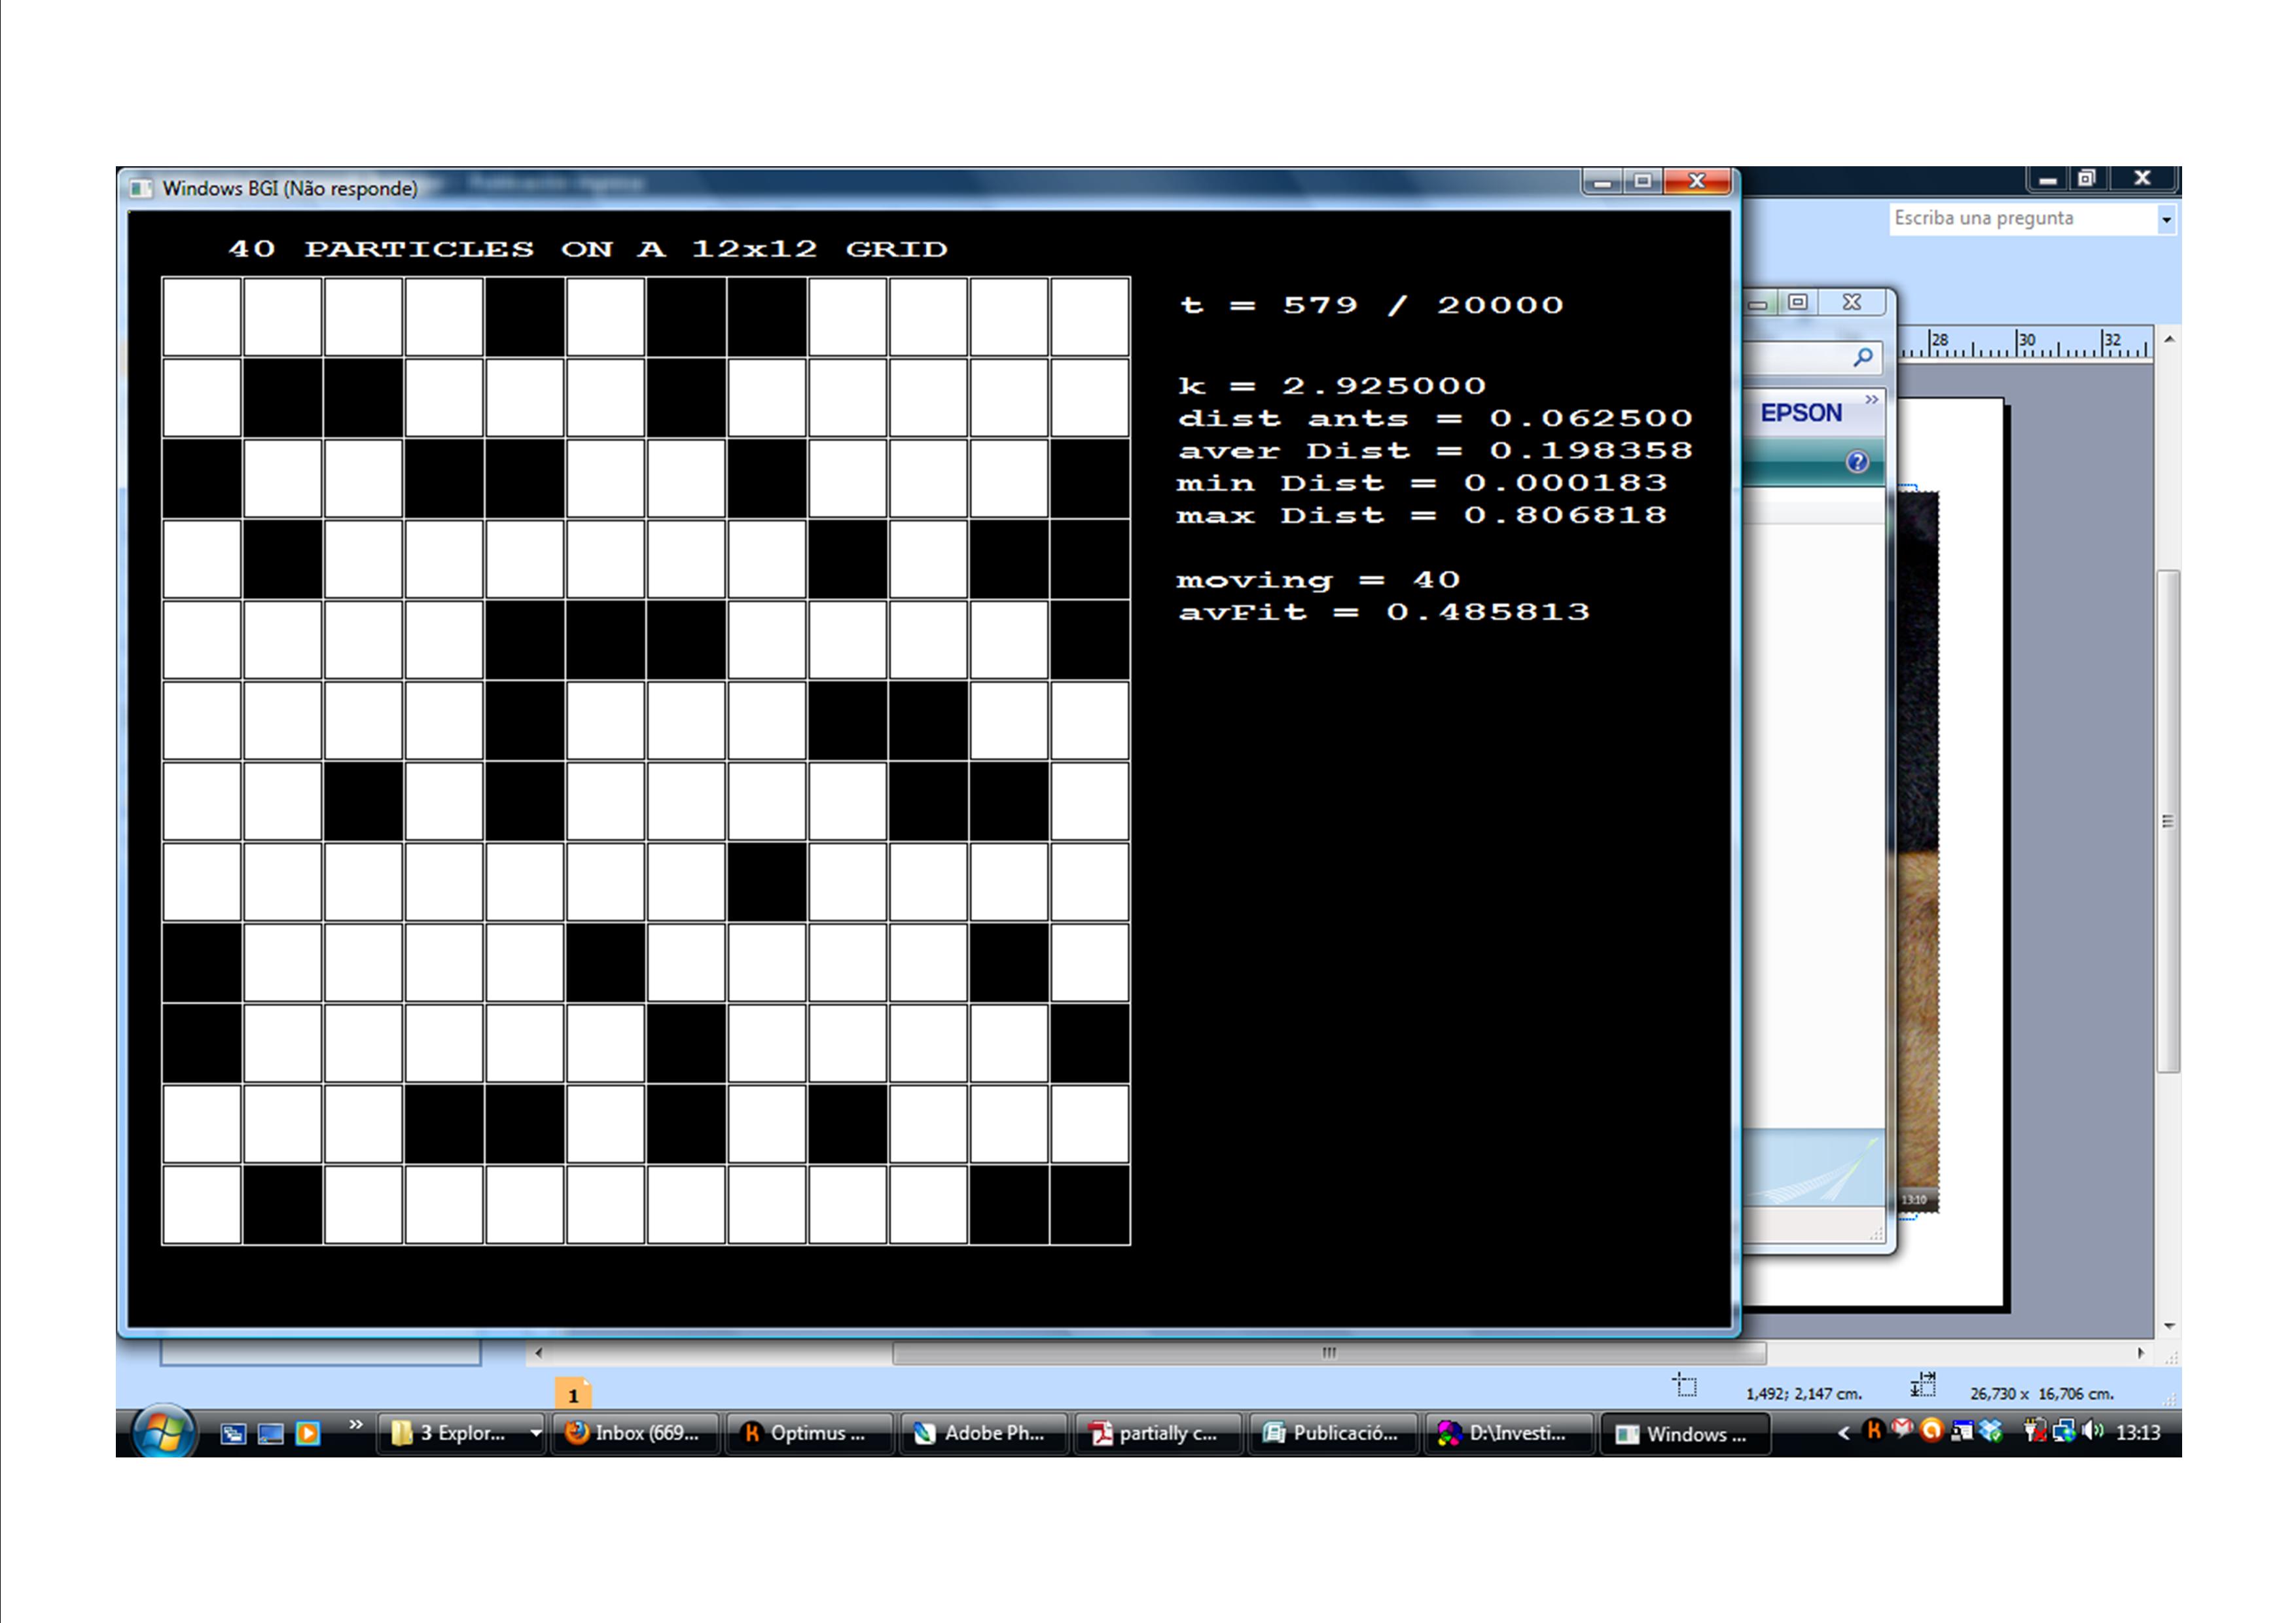 Windows BGI (Não responde)
Escriba una pregunta
40 PARTICLES ON A 12x12 GRID
t = 579 / 20000
28 30 32
k = 2.925000
dist ants = 0.062500
EPSON
aver Dist = 0.198358
min Dist = 0.000183
max Dist = 0.806818
moving = 40
avFit = 0.485813
13:10
1
1,492; 2,147 cm.
26,730 x 16,706 cm.
3 Explor...
Inbox (669...
Optimus ...
Adobe Ph...
partially c...
Publicació...
D:\Investi...
Windows ...
13:13